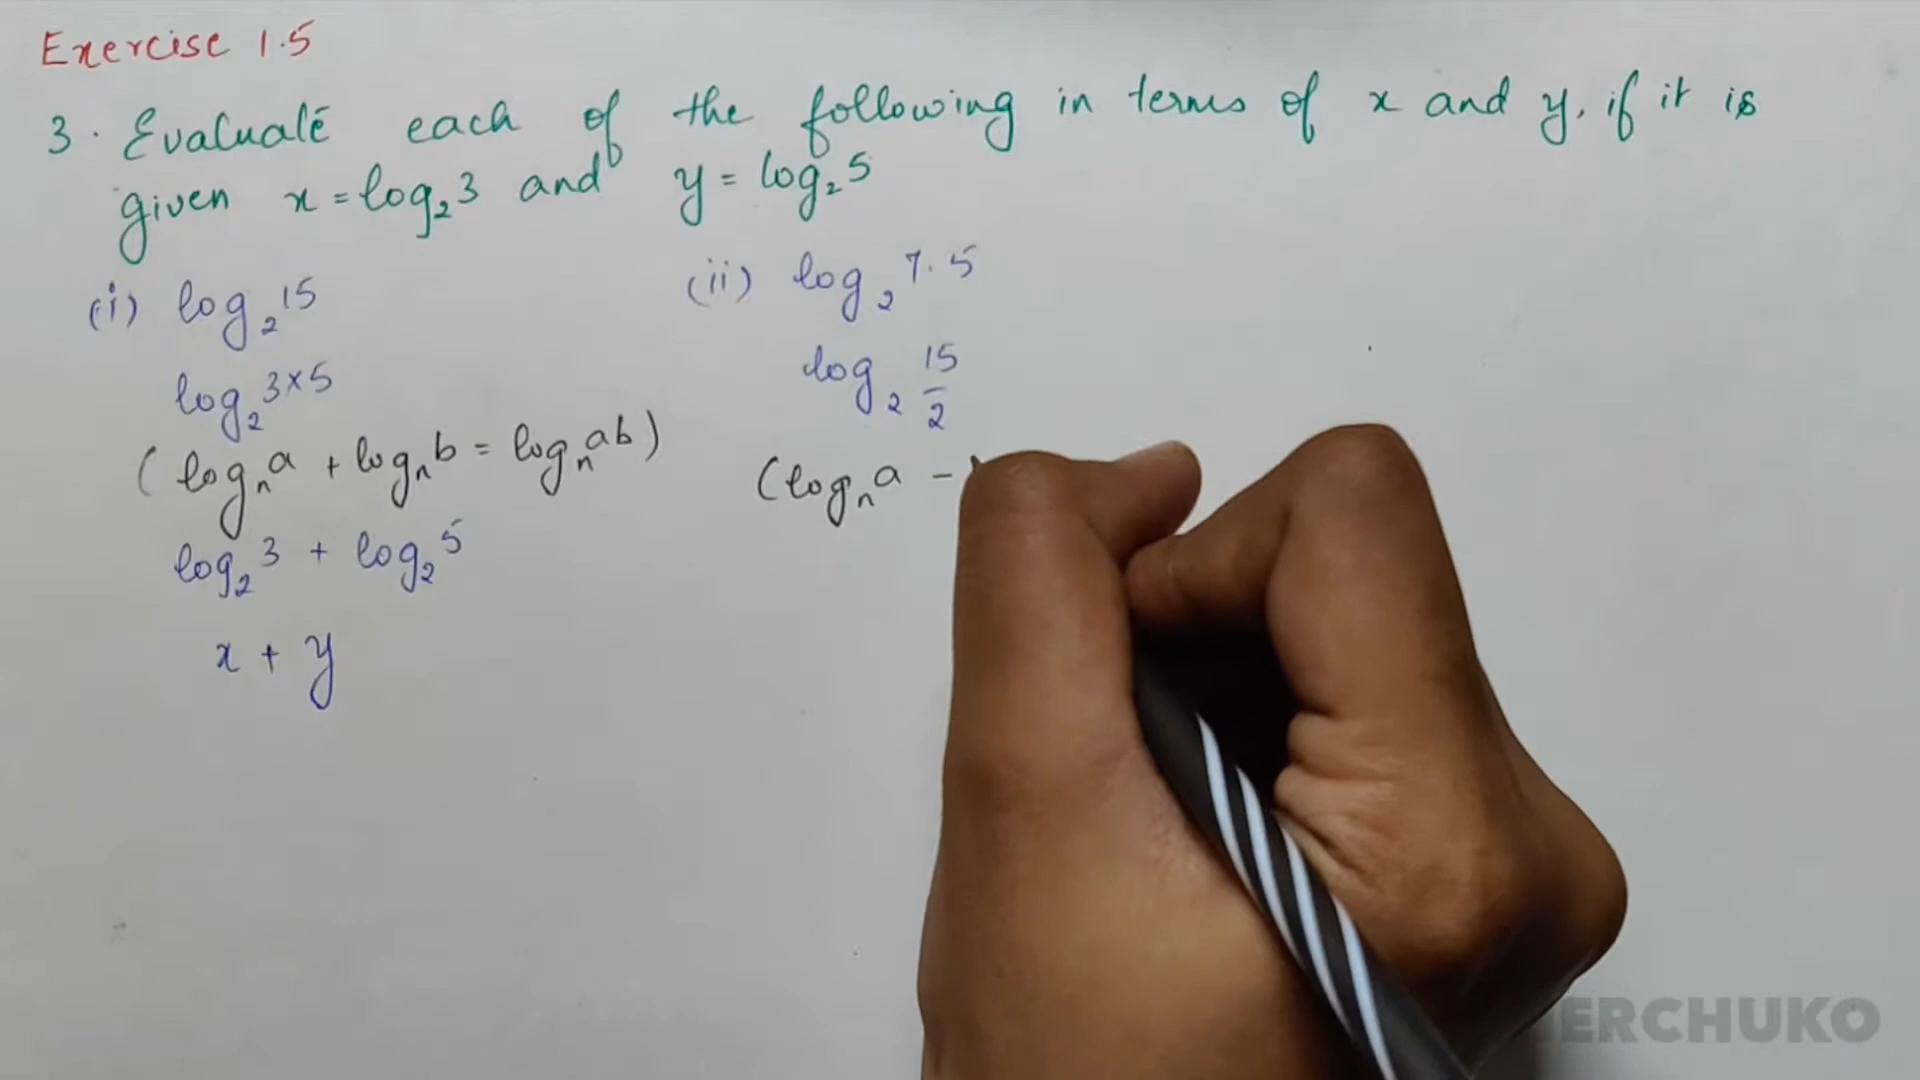 Exercise 1.5
3. Evaluate each of the following in terms of x and y, if it is
given x = log₂3 and y = log₂5
(i) log₂15
log₂3×5
(logₙa + logₙb = logₙab)
log₂3 + log₂5
x + y
(ii) log₂7.5
log₂ 15/2
(logₙa -
ERCHUKO